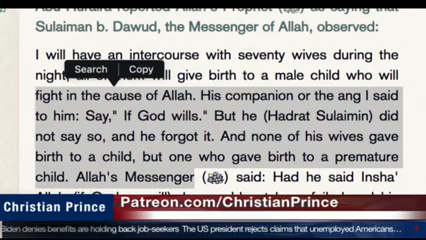 Abu Huraira reported Allah's Prophet (ﷺ) as saying that
Sulaiman b. Dawud, the Messenger of Allah, observed:
I will have an intercourse with seventy wives during the
night, all of them will give birth to a male child who will
Search Copy
fight in the cause of Allah. His companion or the ang I said
to him: Say," If God wills." But he (Hadrat Sulaimin) did
not say so, and he forgot it. And none of his wives gave
birth to a child, but one who gave birth to a premature
child. Allah's Messenger (ﷺ) said: Had he said Insha'
Christian Prince
Patreon.com/ChristianPrince
Biden denies benefits are holding back job-seekers The US president rejects claims that unemployed Americans...